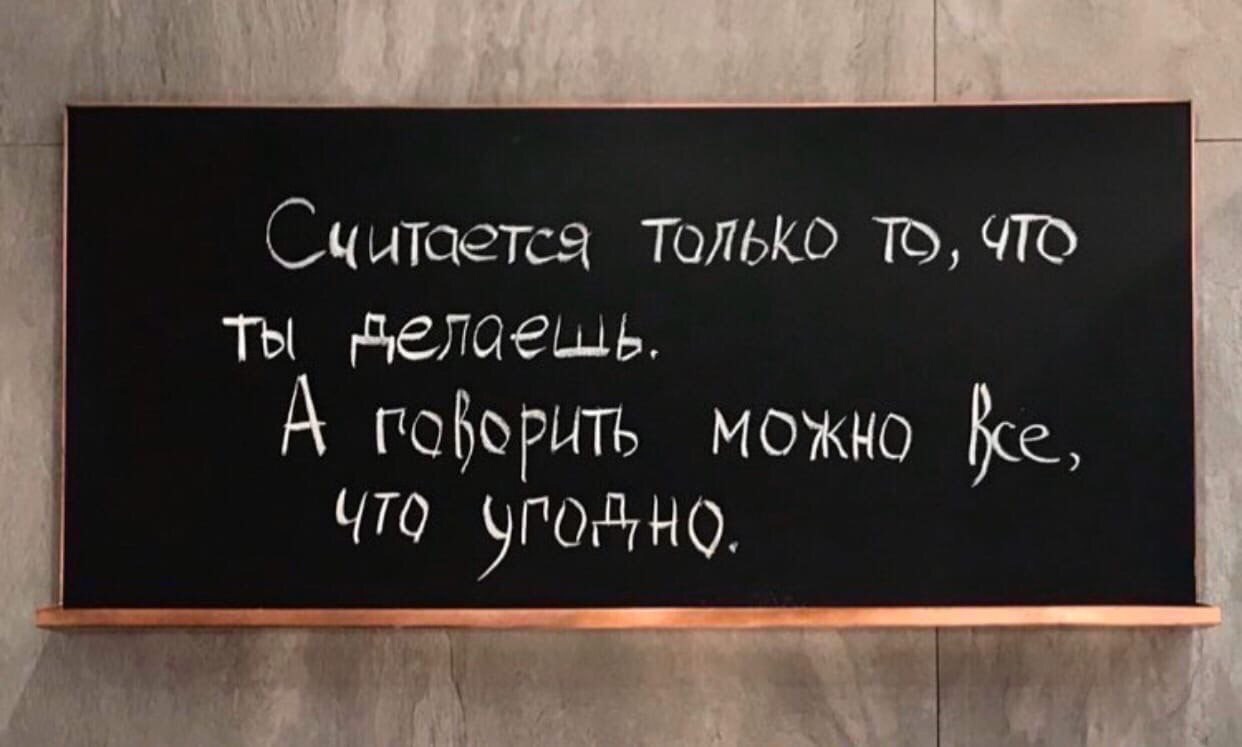 Считается только то, что
ты делаешь.
А говорить можно все,
что угодно.